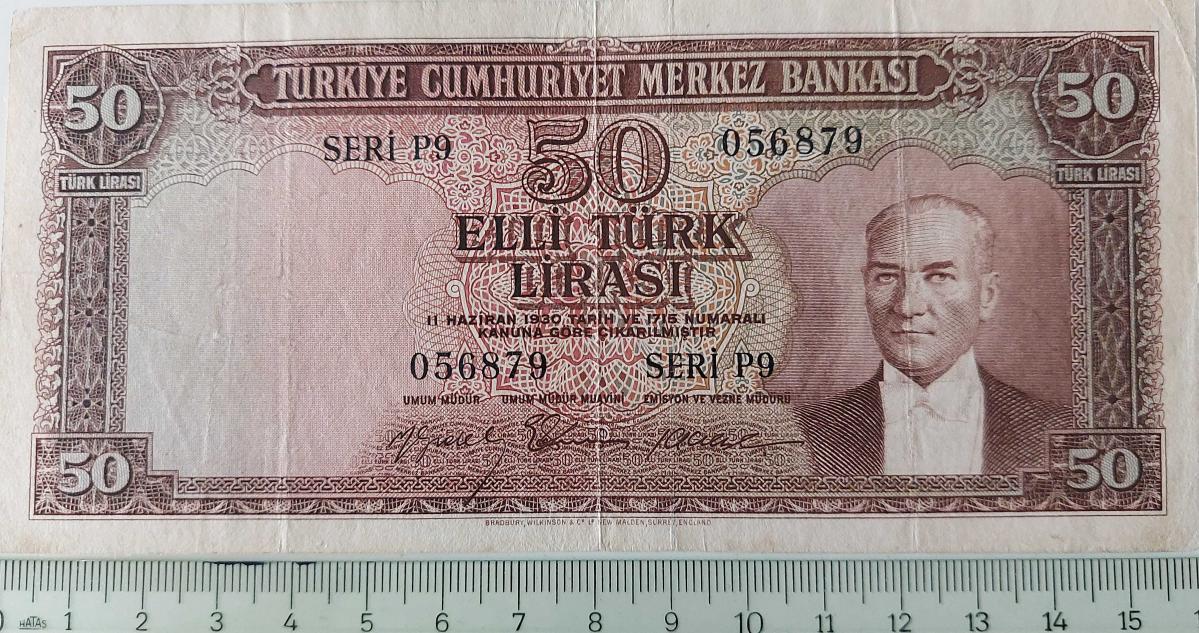 TÜRKİYE CUMHURİYET MERKEZ BANKASI
50
50
SERİ P9
50
056879
TÜRK LİRASI
TÜRK LİRASI
ELLİ TÜRK
LİRASI
11 HAZİRAN 1930 TARİH VE 1715 NUMARALI
KANUNA GÖRE ÇIKARILMIŞTIR
056879
SERİ P9
UMUM MÜDÜR
UMUM MÜDÜR MUAVİNİ
EMİSYON VE VEZNE MÜDÜRÜ
50
50
BRADBURY, WILKINSON & Cº Lᴰ NEW MALDEN, SURREY, ENGLAND
0 HATAS 1 2 3 4 5 6 7 8 9 10 11 12 13 14 15